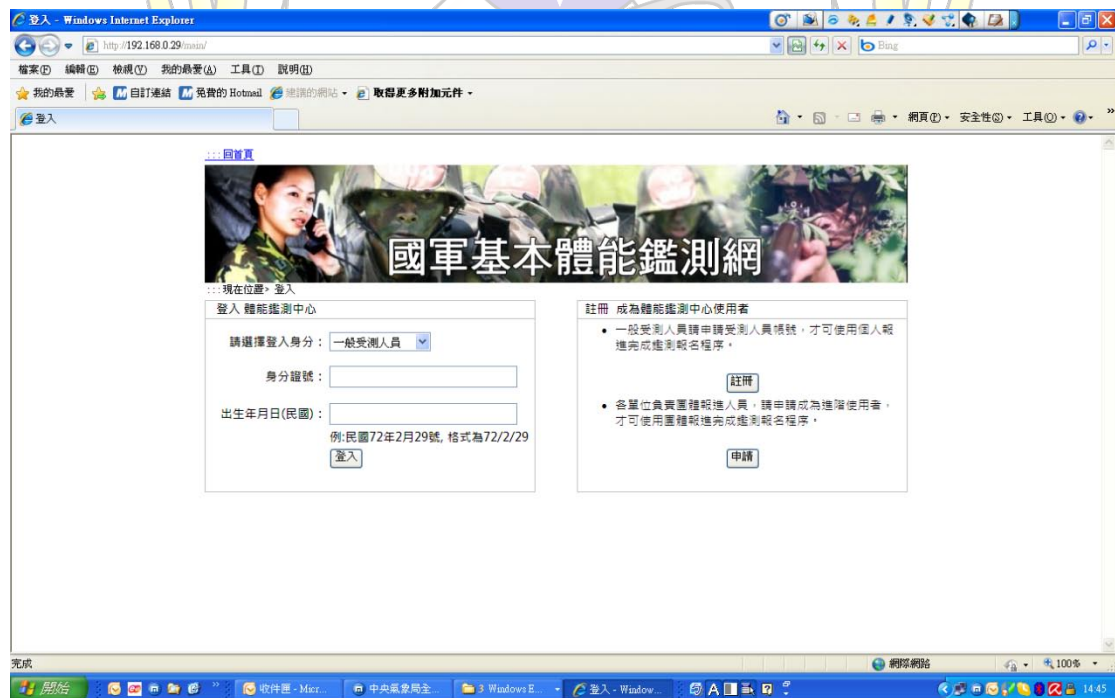 登入 - Windows Internet Explorer
http://192.168.0.29/main/
Bing
檔案(F) 編輯(E) 檢視(V) 我的最愛(A) 工具(T) 說明(H)
我的最愛 自訂連結 免費的 Hotmail 建議的網站 取得更多附加元件
登入
網頁(P) 安全性(S) 工具(O)
:::回首頁
國軍基本體能鑑測網
:::現在位置> 登入
登入 體能鑑測中心
請選擇登入身分: 一般受測人員
身分證號:
出生年月日(民國):
例:民國72年2月29號, 格式為72/2/29
登入
註冊 成為體能鑑測中心使用者
一般受測人員請申請受測人員帳號,才可使用個人報
進完成鑑測報名程序。
註冊
各單位負責團體報進人員,請申請成為進階使用者,
才可使用團體報進完成鑑測報名程序。
申請
完成
網際網路
100%
開始
收件匣 - Micr...
中央氣象局全...
3 Windows E...
登入 - Window...
14:45